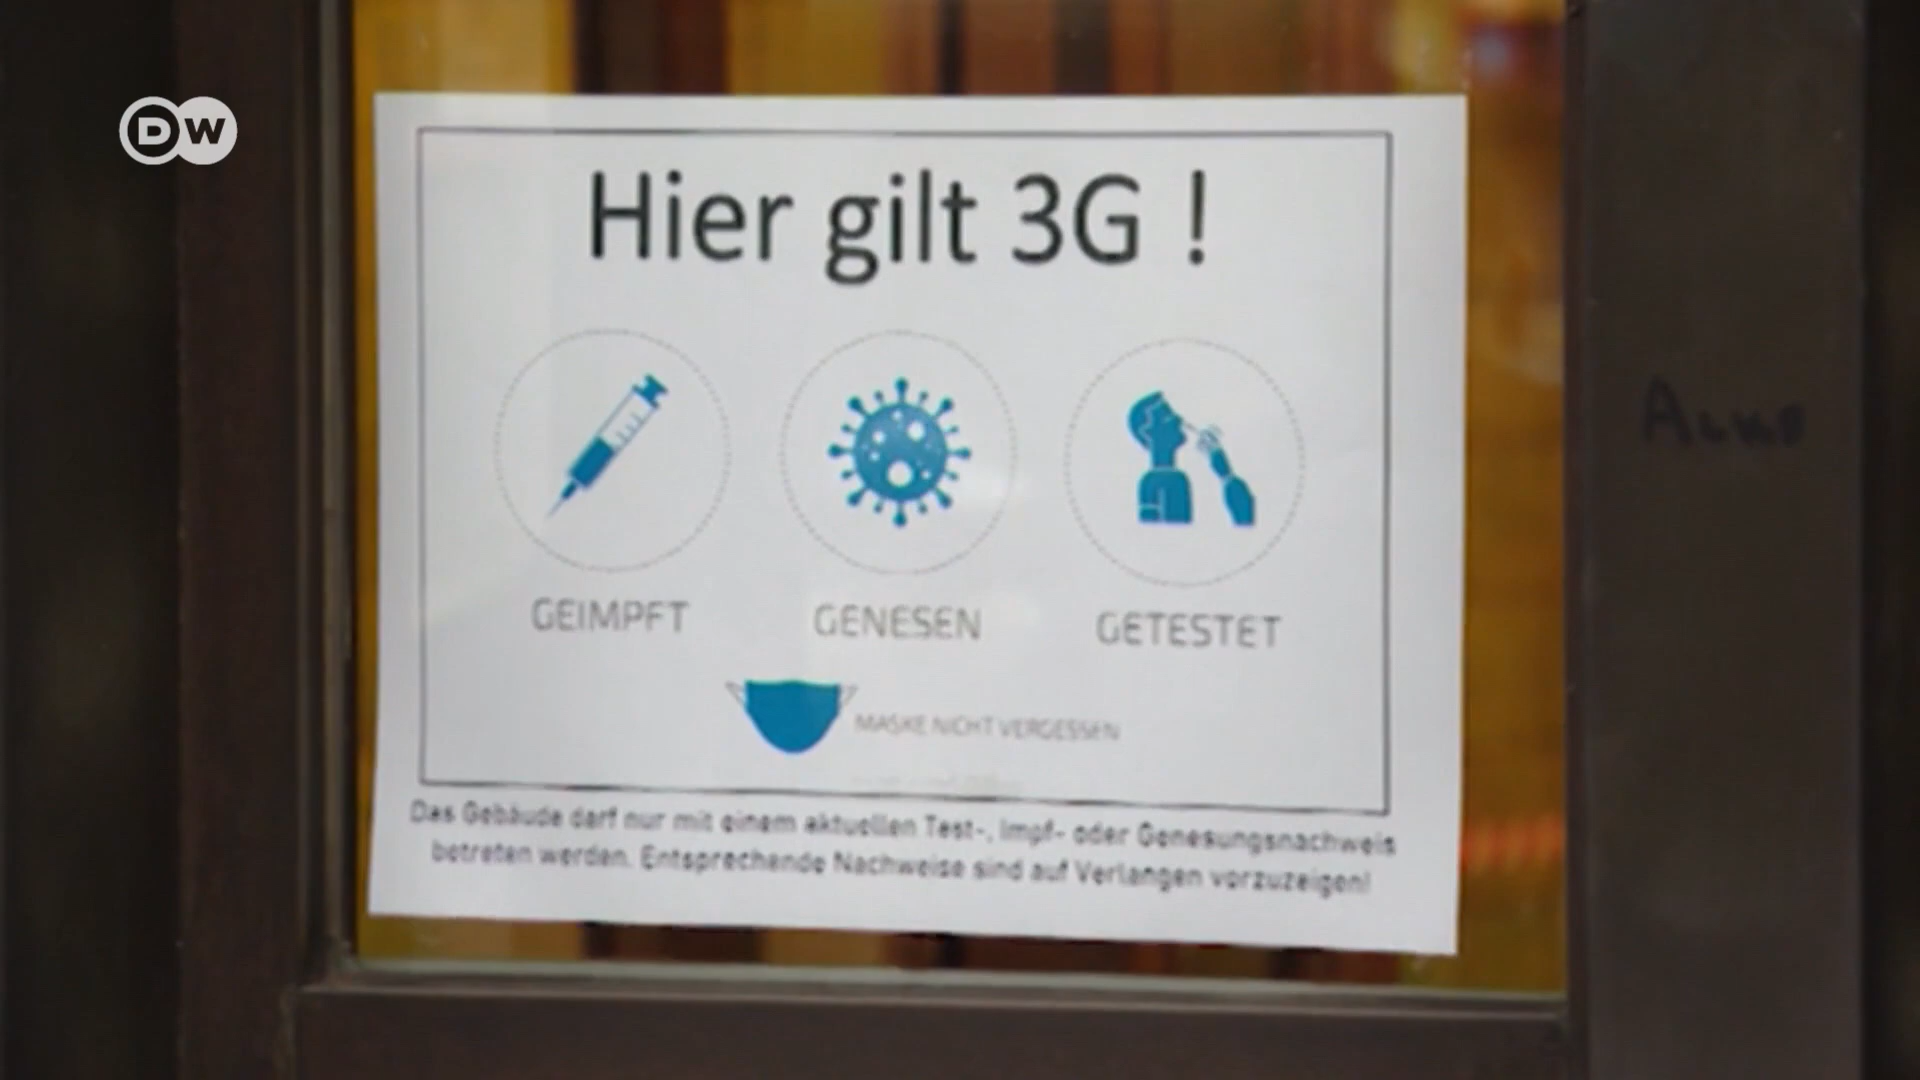 DW
Hier gilt 3G !
GEIMPFT
GENESEN
GETESTET
MASKE NICHT VERGESSEN
Das Gebäude darf nur mit einem aktuellen Test-, Impf- oder Genesungsnachweis
betreten werden. Entsprechende Nachweise sind auf Verlangen vorzuzeigen!